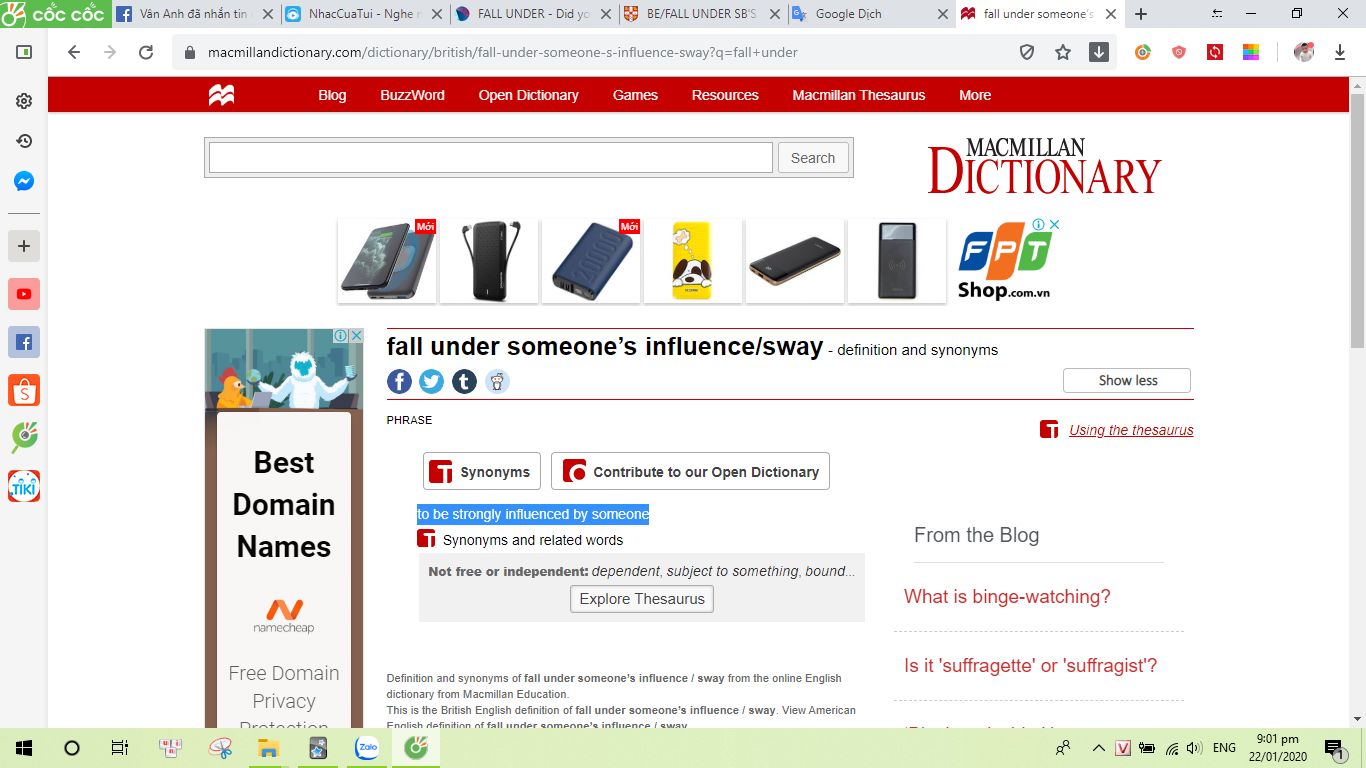 cốc cốc
Vân Anh đã nhắn tin
NhacCuaTui - Nghe
FALL UNDER - Did yo
BE/FALL UNDER SB'S
Google Dịch
fall under someone's
macmillandictionary.com/dictionary/british/fall-under-someone-s-influence-sway?q=fall+under
Blog BuzzWord Open Dictionary Games Resources Macmillan Thesaurus More
Search
MACMILLAN
DICTIONARY
Mới
20000
Mới
FPT
Shop.com.vn
fall under someone's influence/sway - definition and synonyms
Show less
PHRASE
Using the thesaurus
T Synonyms
Contribute to our Open Dictionary
to be strongly influenced by someone
T Synonyms and related words
Not free or independent: dependent, subject to something, bound...
Explore Thesaurus
Best
Domain
Names
namecheap
Free Domain
Privacy
Protection
From the Blog
What is binge-watching?
Is it 'suffragette' or 'suffragist'?
Definition and synonyms of fall under someone's influence / sway from the online English
dictionary from Macmillan Education.
This is the British English definition of fall under someone's influence / sway. View American
English definition of fall under someone's influence / sway.
TIKI
Zalo
V
ENG
9:01 pm
22/01/2020
1